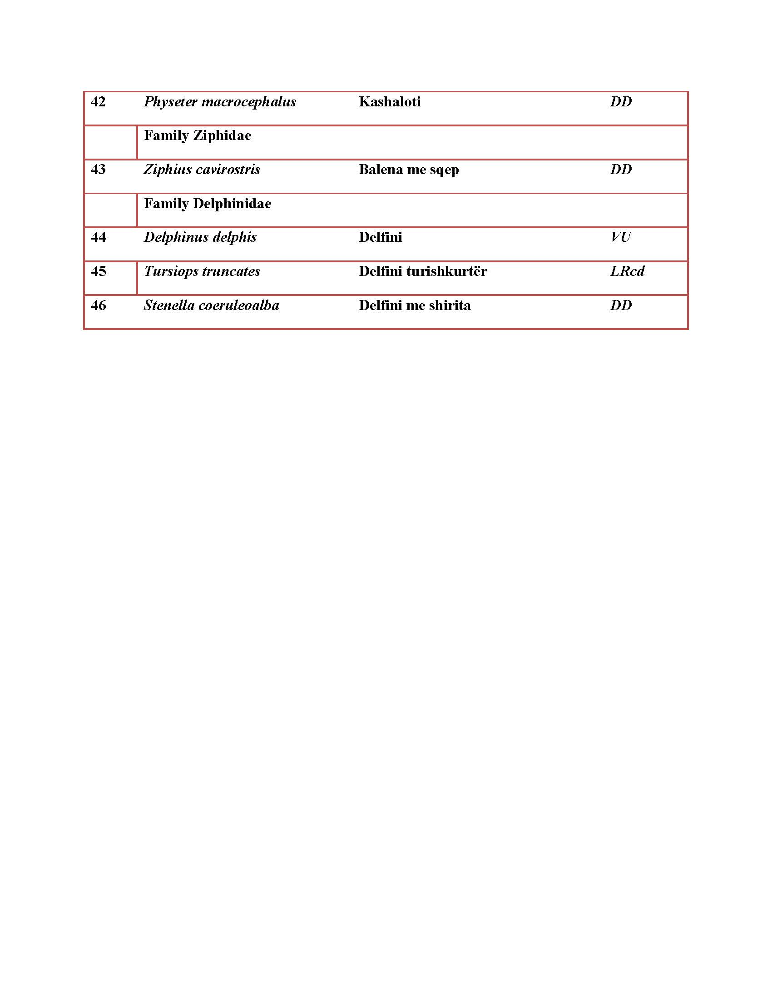 42 Physeter macrocephalus Kashaloti DD
Family Ziphidae
43 Ziphius cavirostris Balena me sqep DD
Family Delphinidae
44 Delphinus delphis Delfini VU
45 Tursiops truncates Delfini turishkurtër LRcd
46 Stenella coeruleoalba Delfini me shirita DD